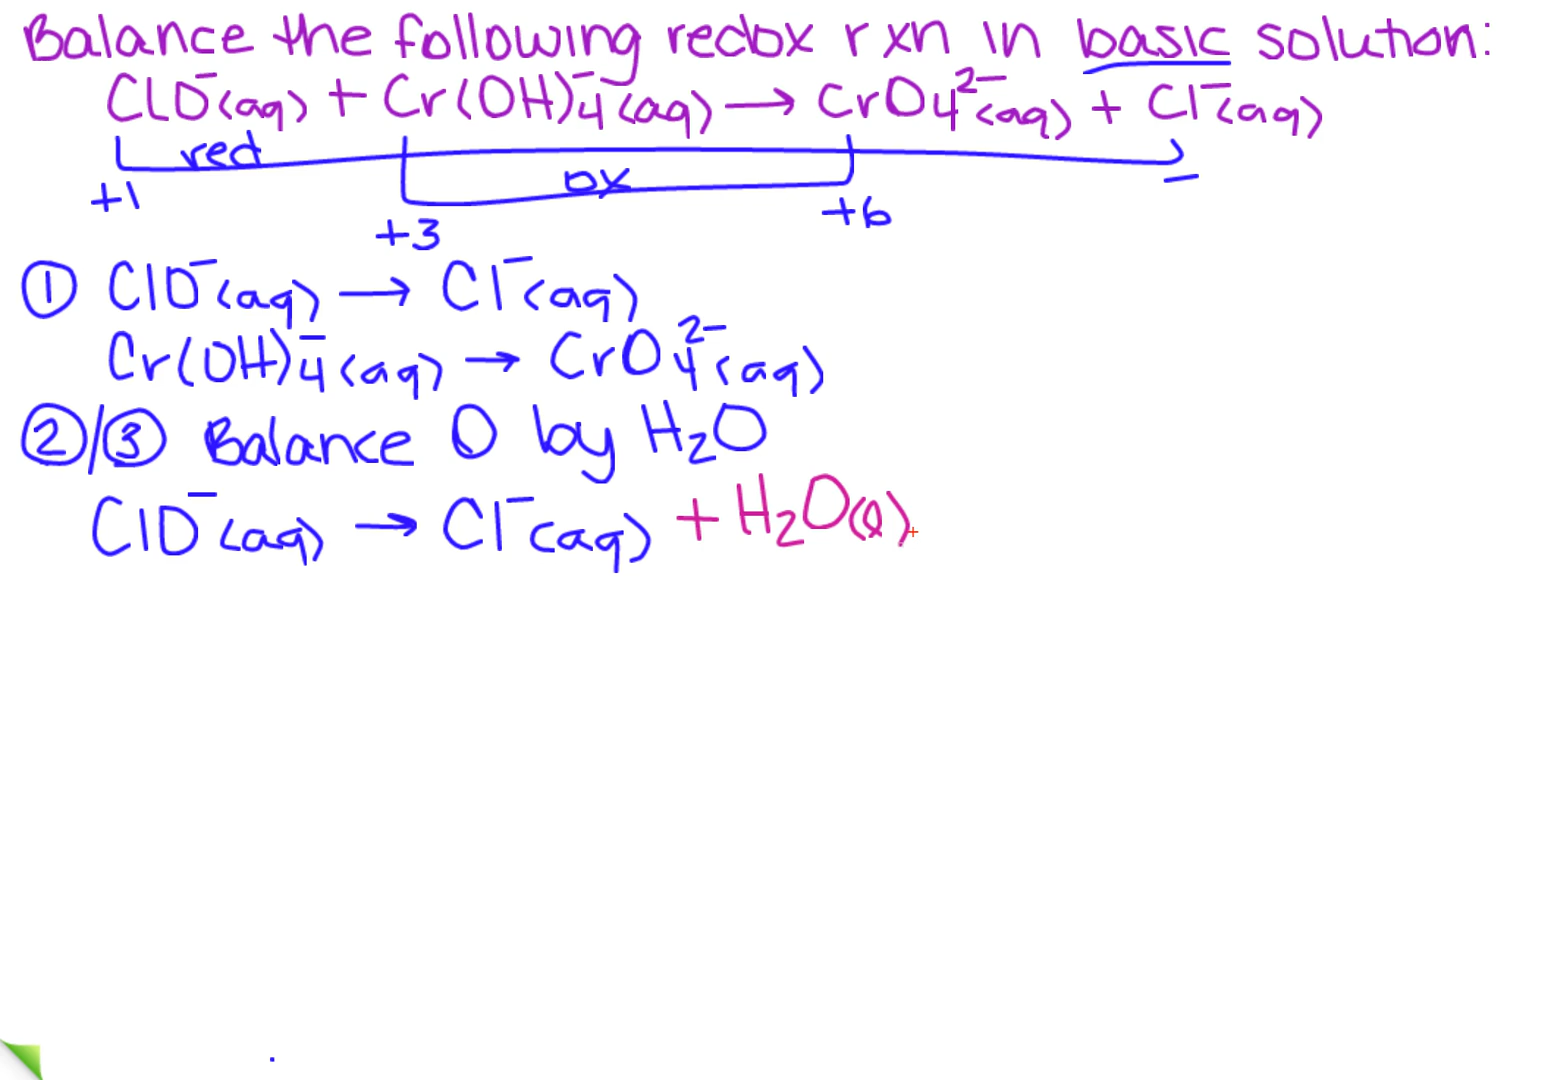 Balance the following redox rxn in basic solution:
ClO⁻(aq) + Cr(OH)₄⁻(aq) → CrO₄²⁻(aq) + Cl⁻(aq)
red
ox
+1
+3
+6
−
① ClO⁻(aq) → Cl⁻(aq)
Cr(OH)₄⁻(aq) → CrO₄²⁻(aq)
②/③ Balance O by H₂O
ClO⁻(aq) → Cl⁻(aq) + H₂O(l)